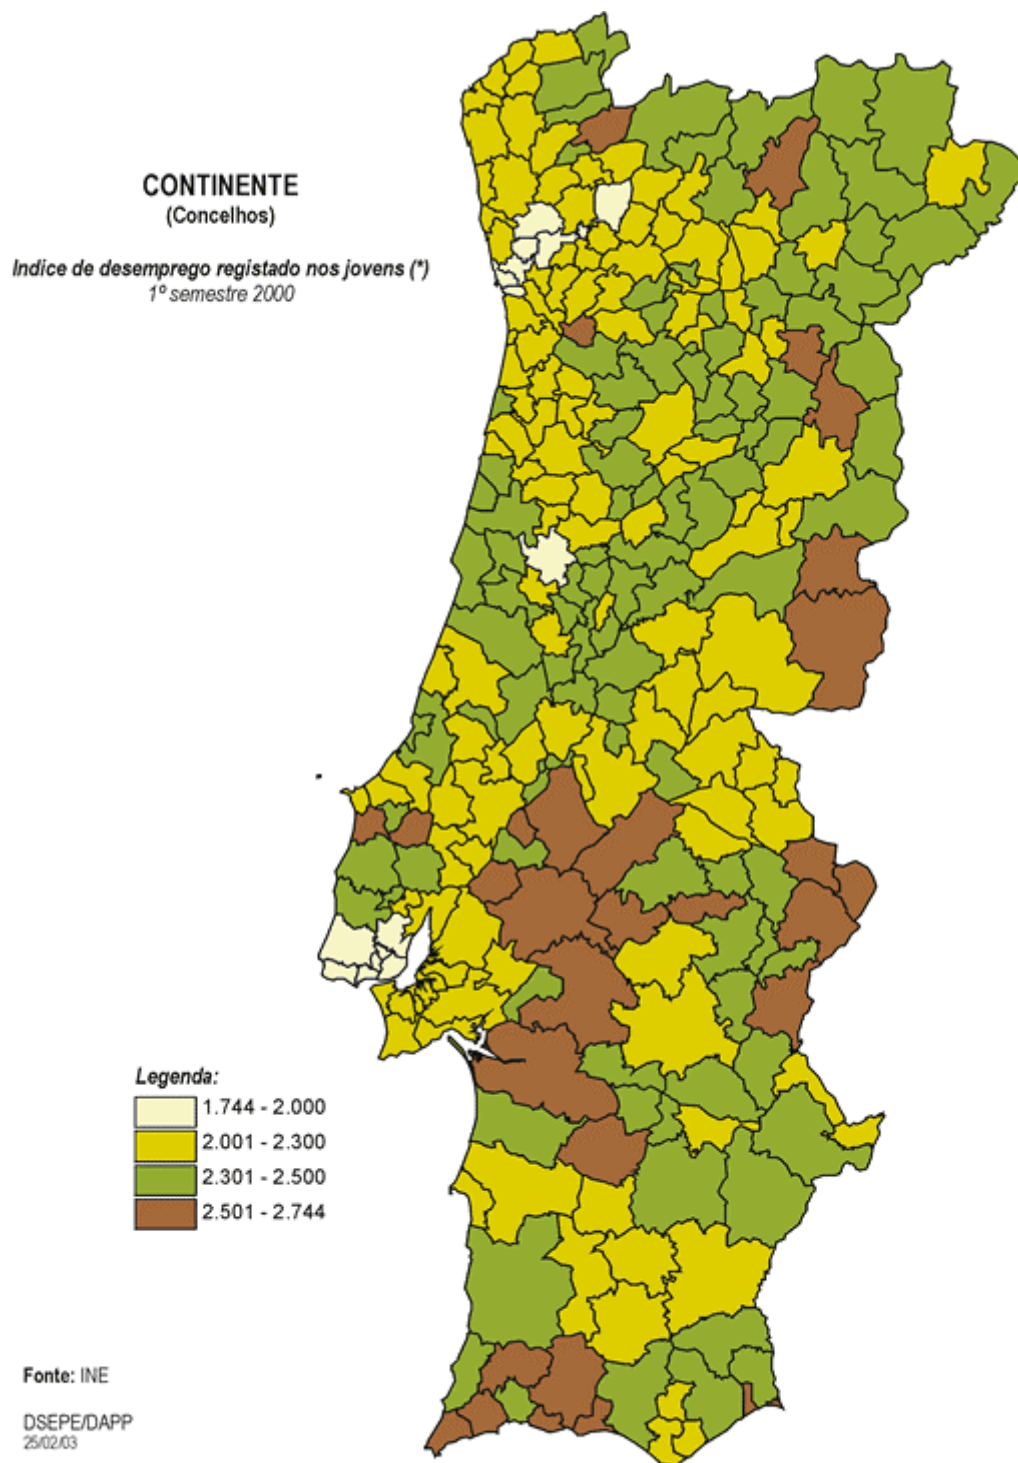 CONTINENTE
(Concelhos)
Indice de desemprego registado nos jovens (*)
1º semestre 2000
Legenda:
1.744 - 2.000
2.001 - 2.300
2.301 - 2.500
2.501 - 2.744
Fonte: INE
DSEPE/DAPP
25/02/03